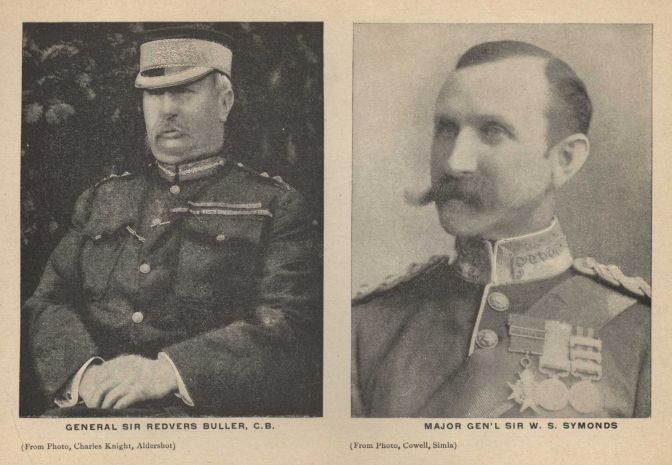 GENERAL SIR REDVERS BULLER, C.B.
(From Photo, Charles Knight, Aldershot)
MAJOR GEN'L SIR W. S. SYMONDS
(From Photo, Cowell, Simla)